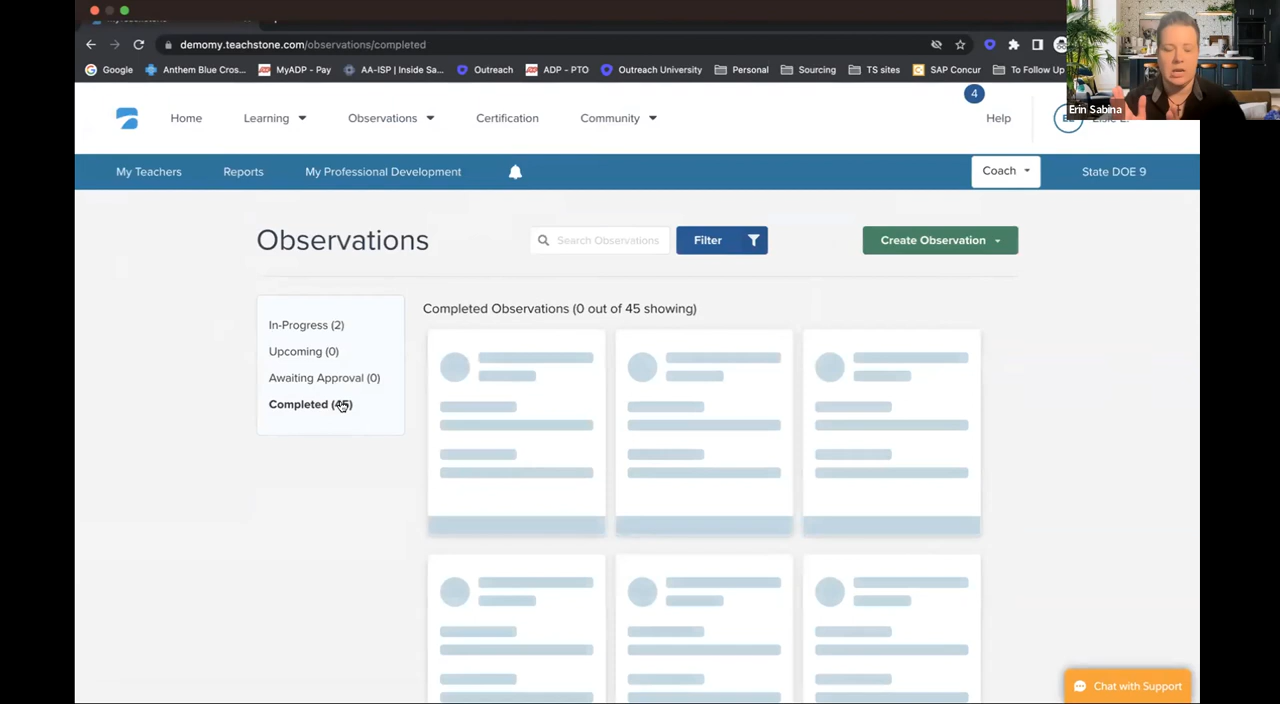 demomy.teachstone.com/observations/completed
Google
Anthem Blue Cros...
MyADP - Pay
AA-ISP | Inside Sa...
ADP - PTO
Outreach University
Personal
Sourcing
TS sites
SAP Concur
To Follow Up
Erin Sabina
4
Home
Learning
Observations
Certification
Community
Help
My Teachers
Reports
My Professional Development
Coach
State DOE 9
Observations
Search Observations
Filter
Create Observation
In-Progress (2)
Upcoming (0)
Awaiting Approval (0)
Completed (45)
Completed Observations (0 out of 45 showing)
Chat with Support